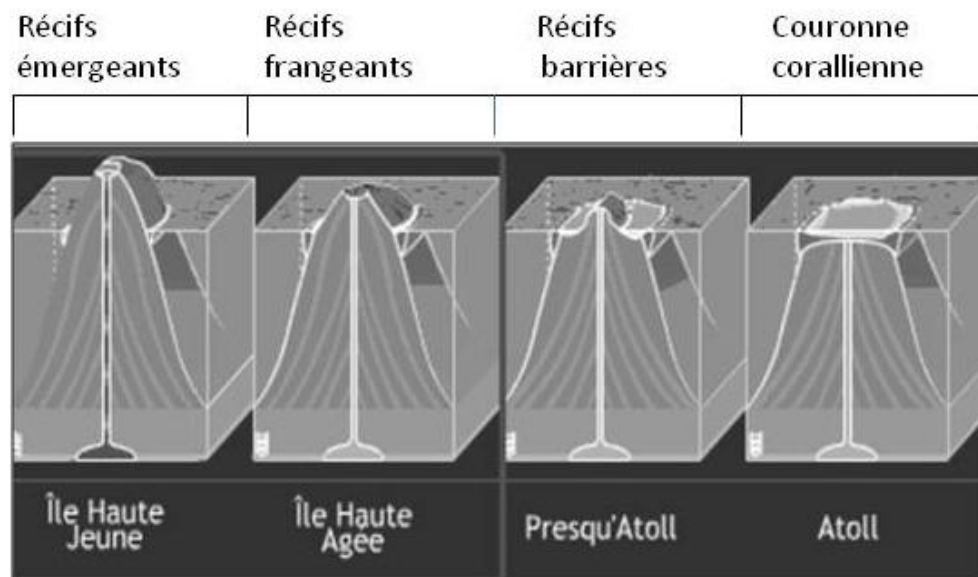 Récifs
émergeants
Récifs
frangeants
Récifs
barrières
Couronne
corallienne
Île Haute
Jeune
Île Haute
Agée
Presqu'Atoll
Atoll